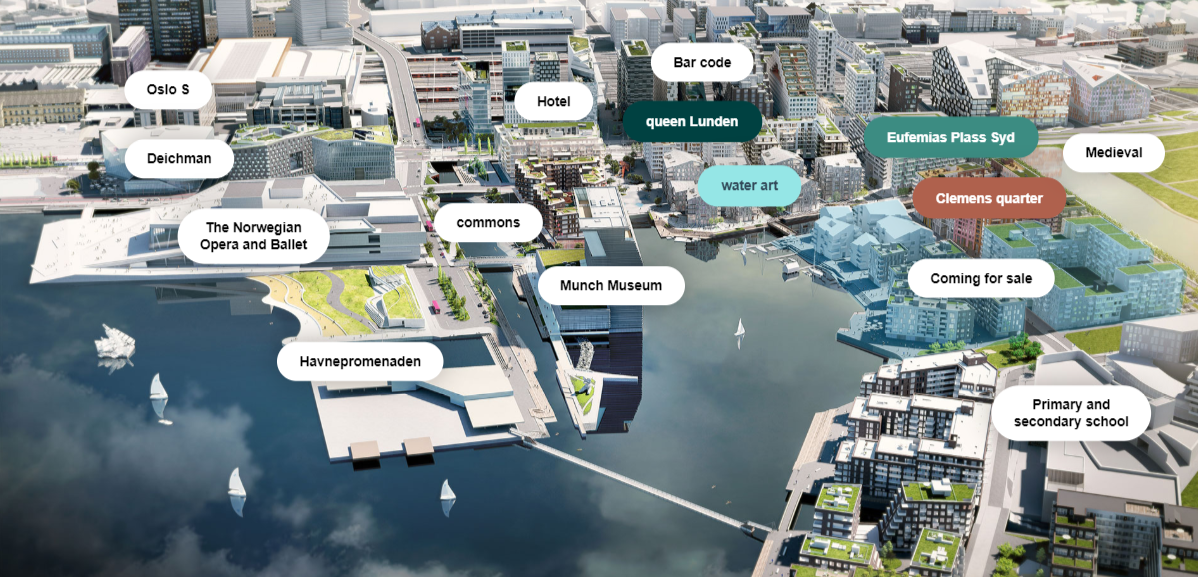 Bar code
Oslo S
Hotel
queen Lunden
Eufemias Plass Syd
Medieval
Deichman
water art
Clemens quarter
commons
The Norwegian
Opera and Ballet
Coming for sale
Munch Museum
Havnepromenaden
Primary and
secondary school